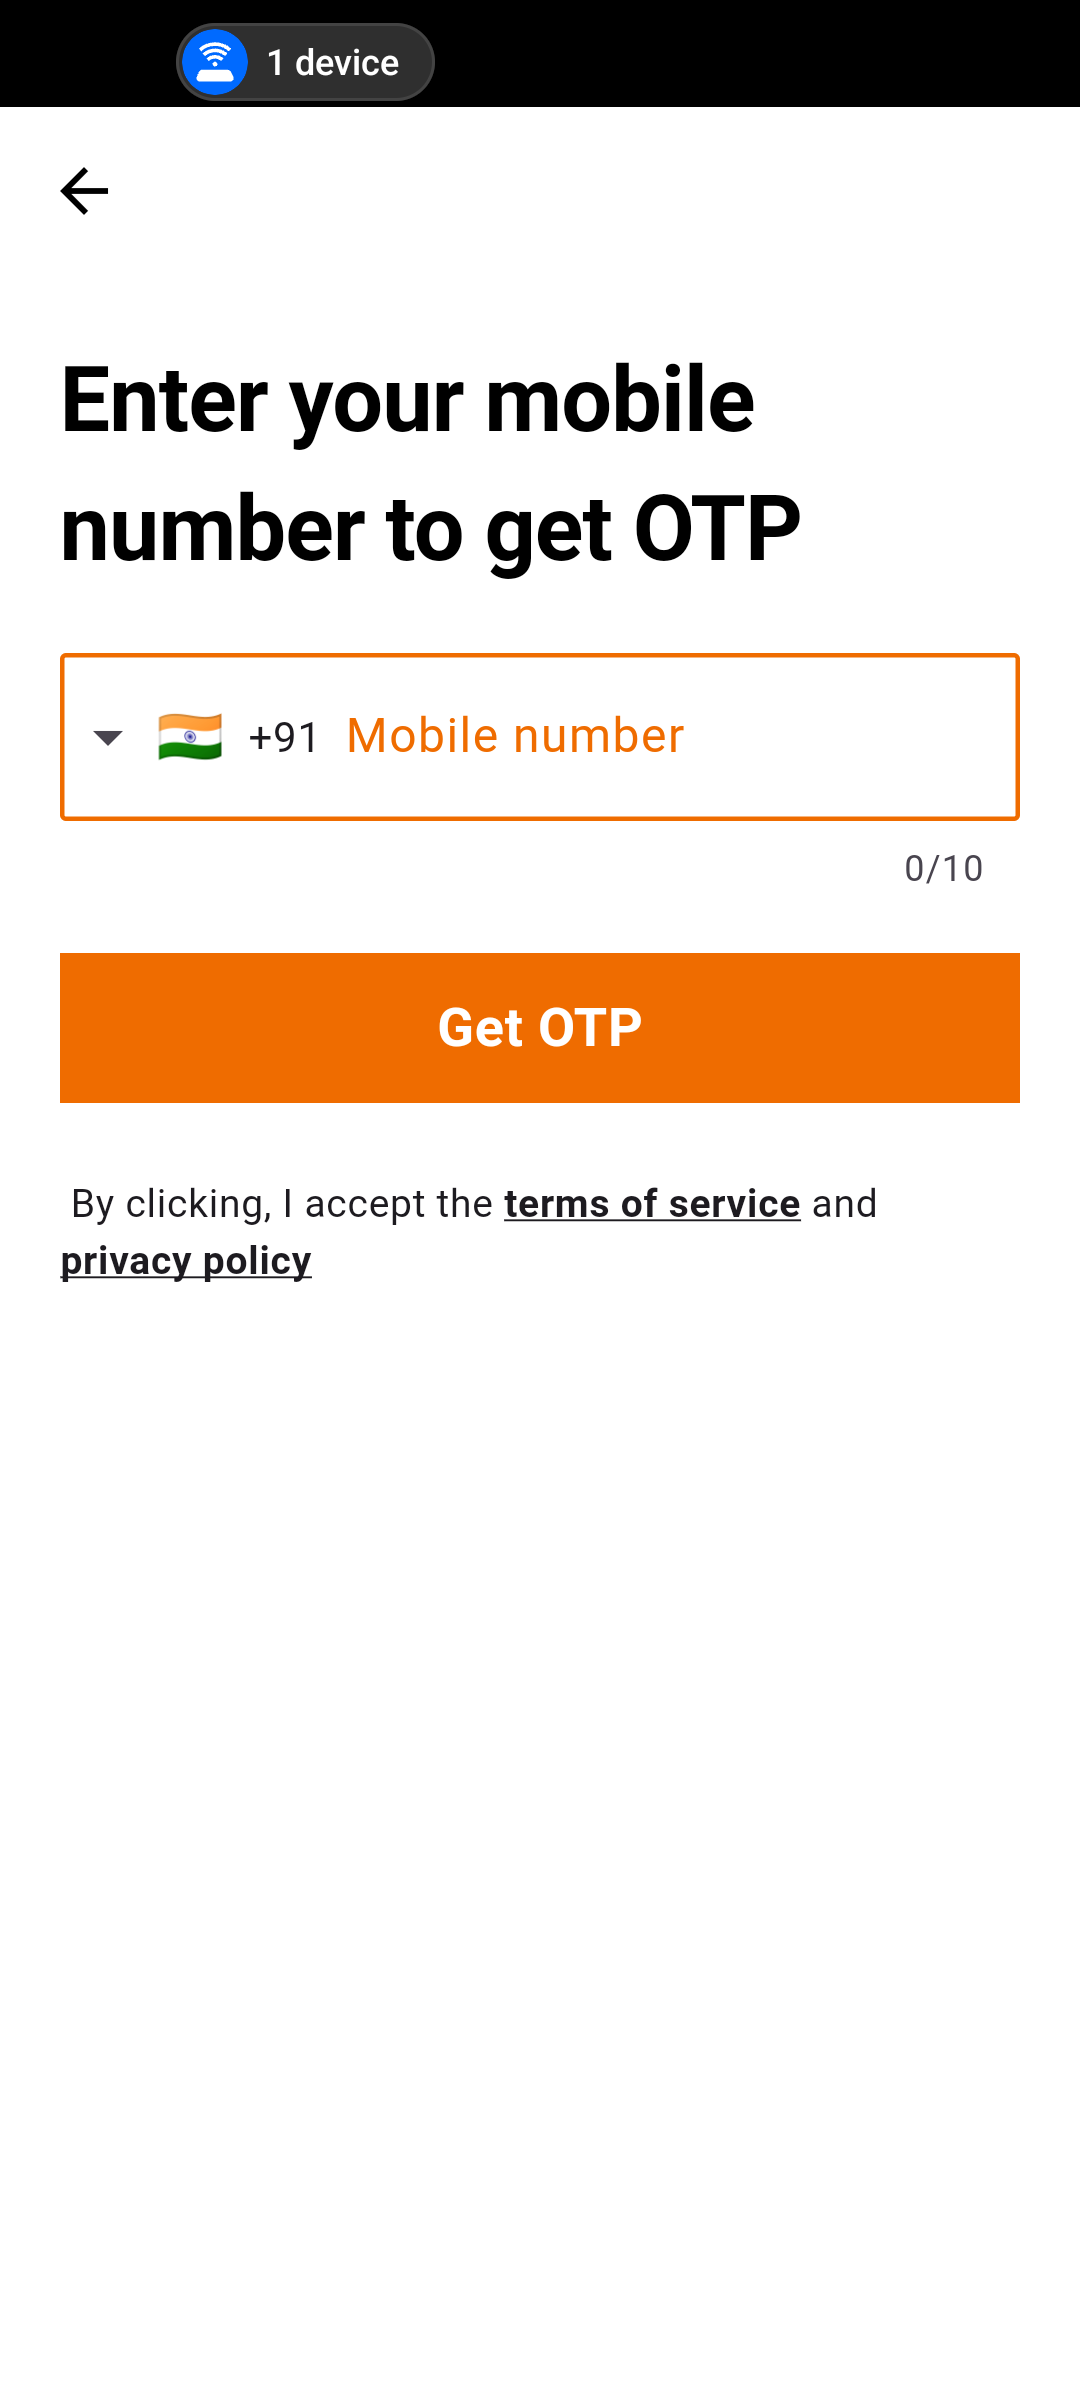 1 device
Enter your mobile
number to get OTP
+91 Mobile number
0/10
Get OTP
By clicking, I accept the terms of service and
privacy policy